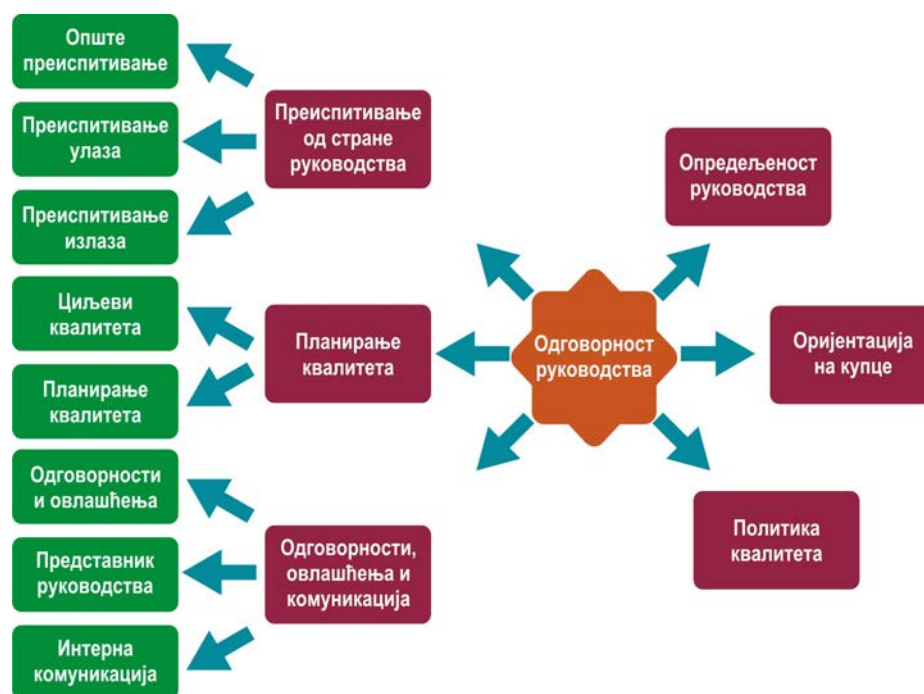 Опште
преиспитивање
Преиспитивање
улаза
Преиспитивање
излаза
Циљеви
квалитета
Планирање
квалитета
Одговорности
и овлашћења
Представник
руководства
Интерна
комуникација
Преиспитивање
од стране
руководства
Планирање
квалитета
Одговорности,
овлашћења и
комуникација
Одговорност
руководства
Опредељеност
руководства
Оријентација
на купце
Политика
квалитета